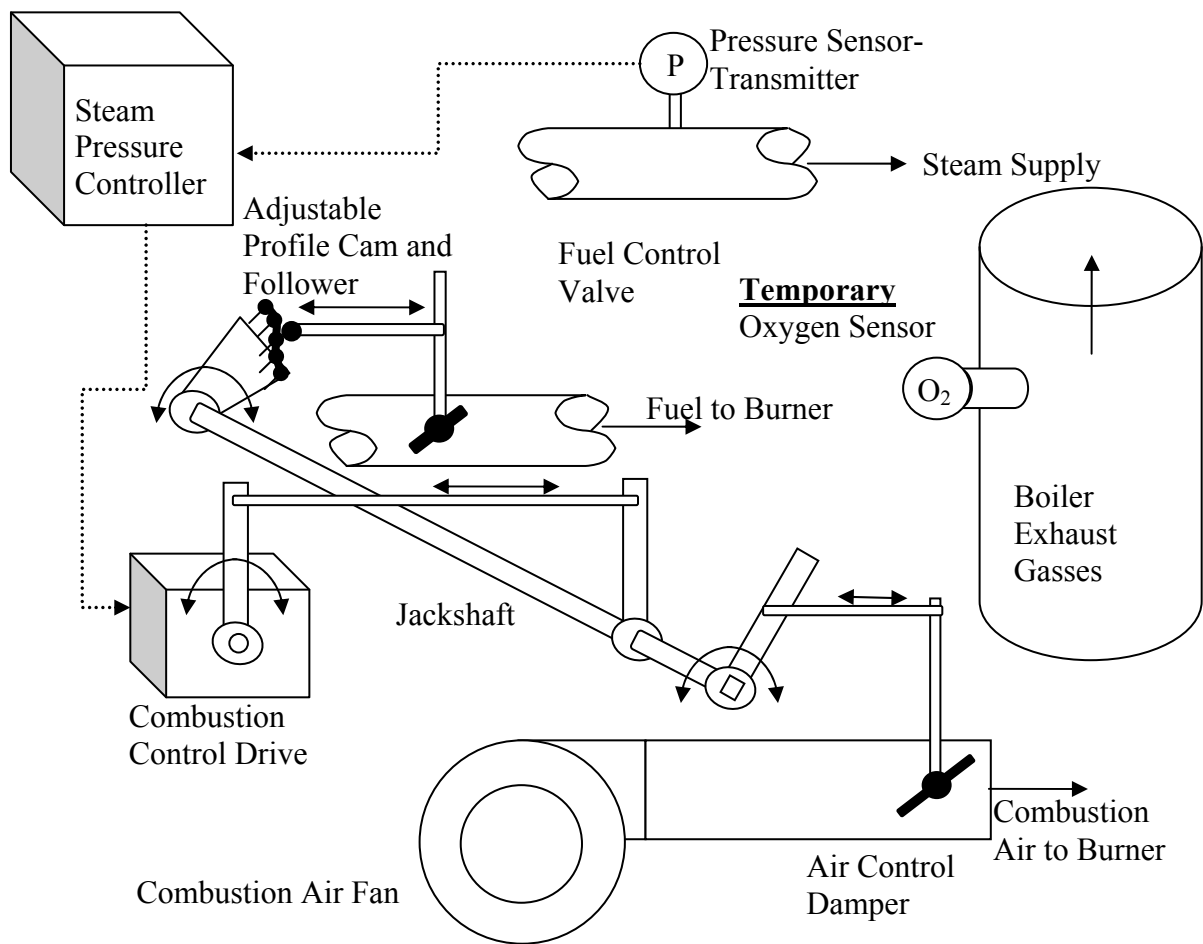 Steam
Pressure
Controller
P
Pressure Sensor-
Transmitter
Steam Supply
Adjustable
Profile Cam and
Follower
Fuel Control
Valve
Temporary
Oxygen Sensor
O₂
Fuel to Burner
Boiler
Exhaust
Gasses
Jackshaft
Combustion
Control Drive
Combustion
Air to Burner
Air Control
Damper
Combustion Air Fan